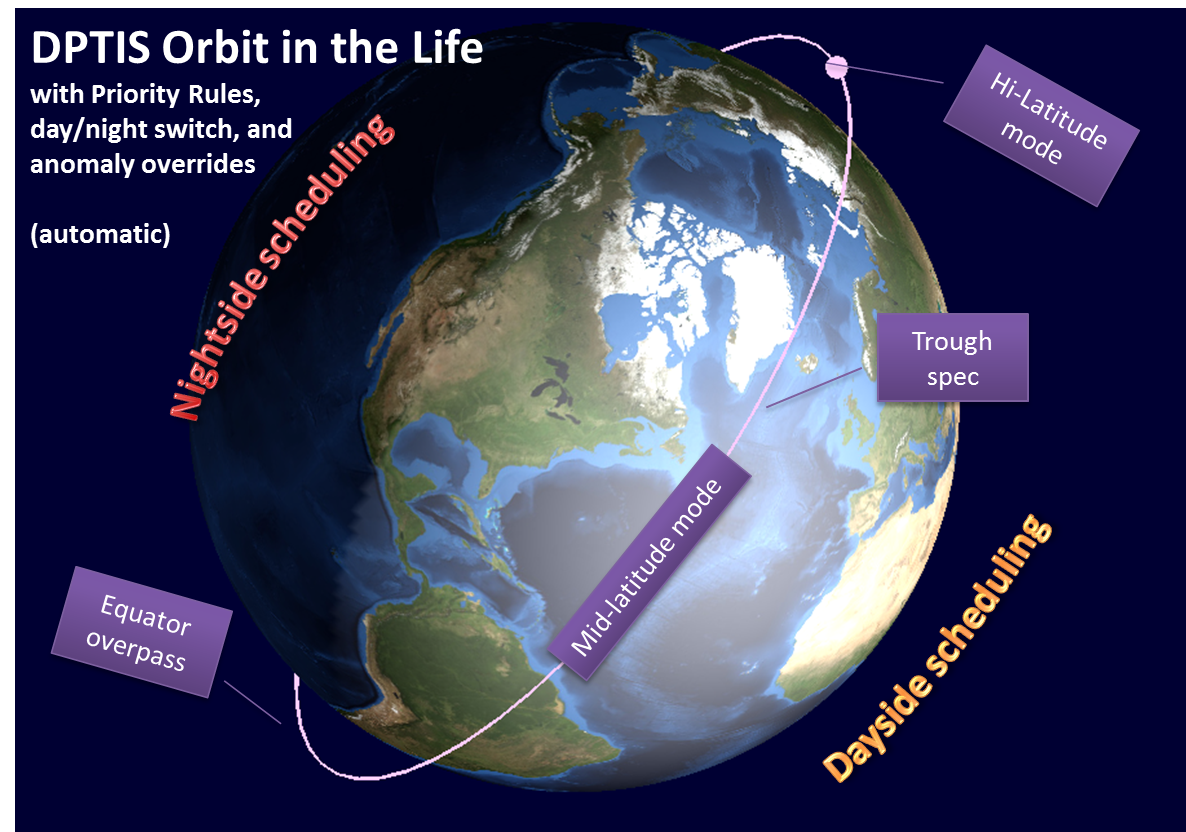 DPTIS Orbit in the Life
with Priority Rules,
day/night switch, and
anomaly overrides
(automatic)
Nightside scheduling
Hi-Latitude
mode
Trough
spec
Mid-latitude mode
Equator
overpass
Dayside scheduling